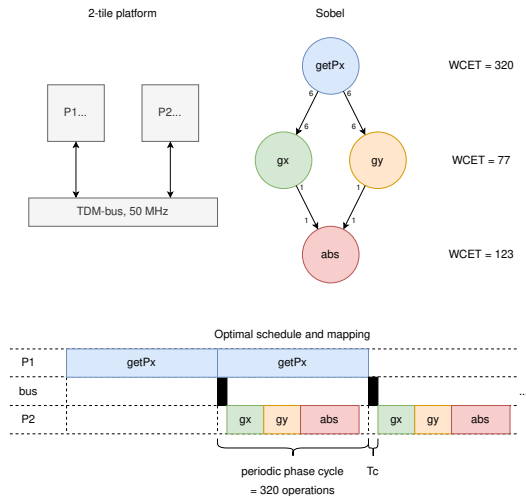 2-tile platform
Sobel
getPx
WCET = 320
6
6
P1...
P2...
6
6
gx
gy
WCET = 77
1
1
TDM-bus, 50 MHz
1
1
abs
WCET = 123
Optimal schedule and mapping
P1
getPx
getPx
bus
..
P2
gx
gy
abs
gx
gy
abs
periodic phase cycle
Tc
= 320 operations